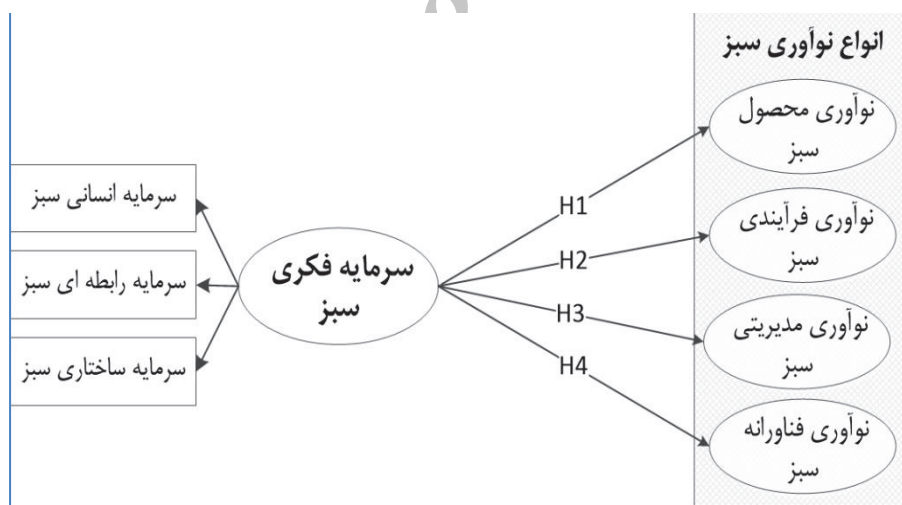 انواع نوآوری سبز
نوآوری محصول
سبز
نوآوری فرآیندی
سبز
نوآوری مدیریتی
سبز
نوآوری فناورانه
سبز
H1
H2
H3
H4
سرمایه فکری
سبز
سرمایه انسانی سبز
سرمایه رابطه ای سبز
سرمایه ساختاری سبز